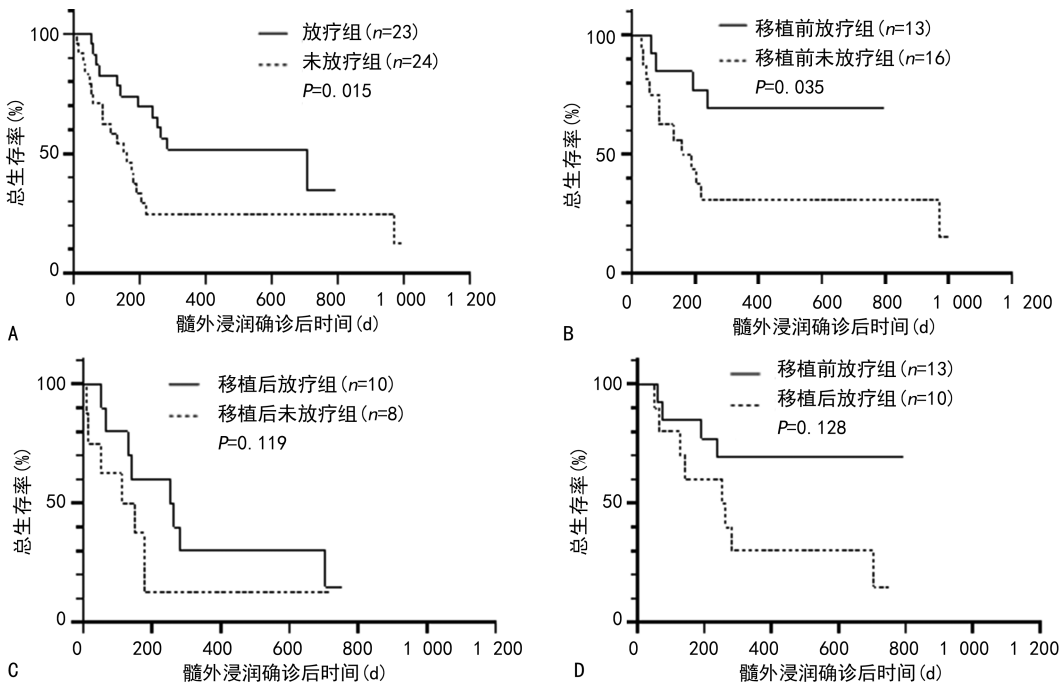 放疗组(n=23)
未放疗组(n=24)
P=0.015
总生存率(%)
100
50
0
0 200 400 600 800 1 000 1 200
髓外浸润确诊后时间(d)
A
移植前放疗组(n=13)
移植前未放疗组(n=16)
P=0.035
总生存率(%)
100
50
0
0 200 400 600 800 1 000 1 200
髓外浸润确诊后时间(d)
B
移植后放疗组(n=10)
移植后未放疗组(n=8)
P=0.119
总生存率(%)
100
50
0
0 200 400 600 800 1 000 1 200
髓外浸润确诊后时间(d)
C
移植前放疗组(n=13)
移植后放疗组(n=10)
P=0.128
总生存率(%)
100
50
0
0 200 400 600 800 1 000 1 200
髓外浸润确诊后时间(d)
D